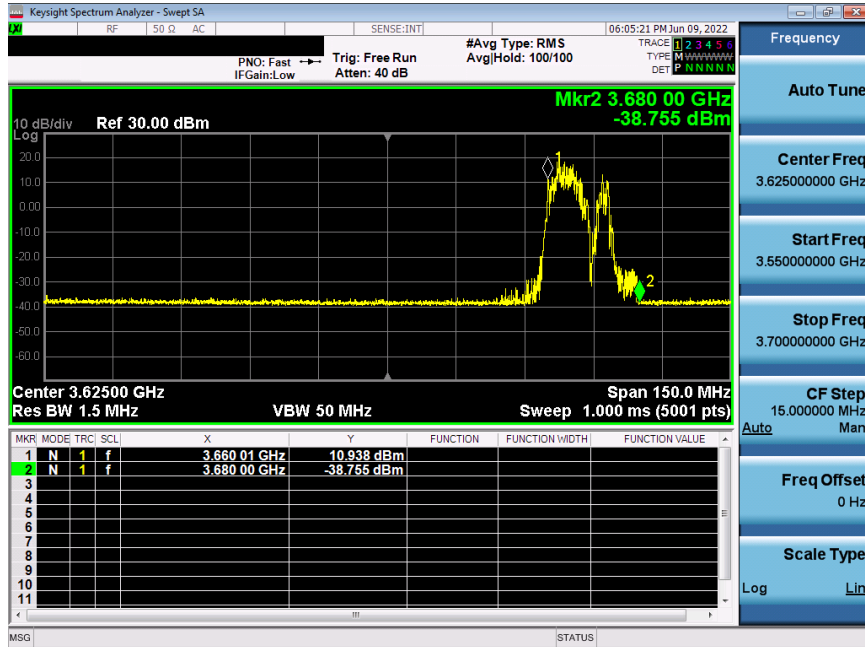 Keysight Spectrum Analyzer - Swept SA
LXI RF 50 Ω AC SENSE:INT 06:05:21 PM Jun 09, 2022
Frequency
#Avg Type: RMS TRACE 1 2 3 4 5 6
PNO: Fast Trig: Free Run Avg|Hold: 100/100 TYPE M WWWWW
IFGain:Low Atten: 40 dB DET P N N N N N
Auto Tune
Mkr2 3.680 00 GHz
10 dB/div Ref 30.00 dBm -38.755 dBm
Log
20.0
10.0
0.00
-10.0
-20.0
-30.0
-40.0
-50.0
-60.0
1
2
Center 3.62500 GHz Span 150.0 MHz
Res BW 1.5 MHz VBW 50 MHz Sweep 1.000 ms (5001 pts)
Center Freq
3.625000000 GHz
Start Freq
3.550000000 GHz
Stop Freq
3.700000000 GHz
CF Step
15.000000 MHz
Auto Man
Freq Offset
0 Hz
Scale Type
Log Lin
MKR MODE TRC SCL X Y FUNCTION FUNCTION WIDTH FUNCTION VALUE
1 N 1 f 3.660 01 GHz 10.938 dBm
2 N 1 f 3.680 00 GHz -38.755 dBm
3
4
5
6
7
8
9
10
11
MSG STATUS